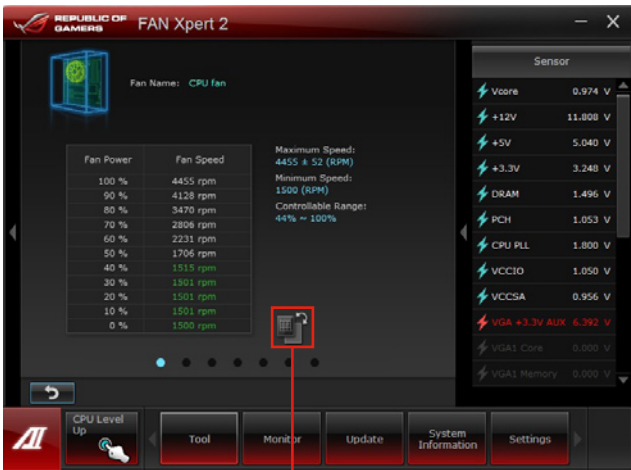 REPUBLIC OF
GAMERS
FAN Xpert 2
Fan Name: CPU fan
Fan Power Fan Speed
100 % 4455 rpm
90 % 4128 rpm
80 % 3470 rpm
70 % 2806 rpm
60 % 2231 rpm
50 % 1706 rpm
40 % 1515 rpm
30 % 1501 rpm
20 % 1501 rpm
10 % 1501 rpm
0 % 1500 rpm
Maximum Speed:
4455 ± 52 (RPM)
Minimum Speed:
1500 (RPM)
Controllable Range:
44% ~ 100%
Sensor
Vcore 0.974 V
+12V 11.808 V
+5V 5.040 V
+3.3V 3.248 V
DRAM 1.496 V
PCH 1.053 V
CPU PLL 1.800 V
VCCIO 1.050 V
VCCSA 0.956 V
VGA +3.3V AUX 6.392 V
VGA1 Core 0.000 V
VGA1 Memory 0.000 V
CPU Level
Up
Tool
Monitor
Update
System
Information
Settings